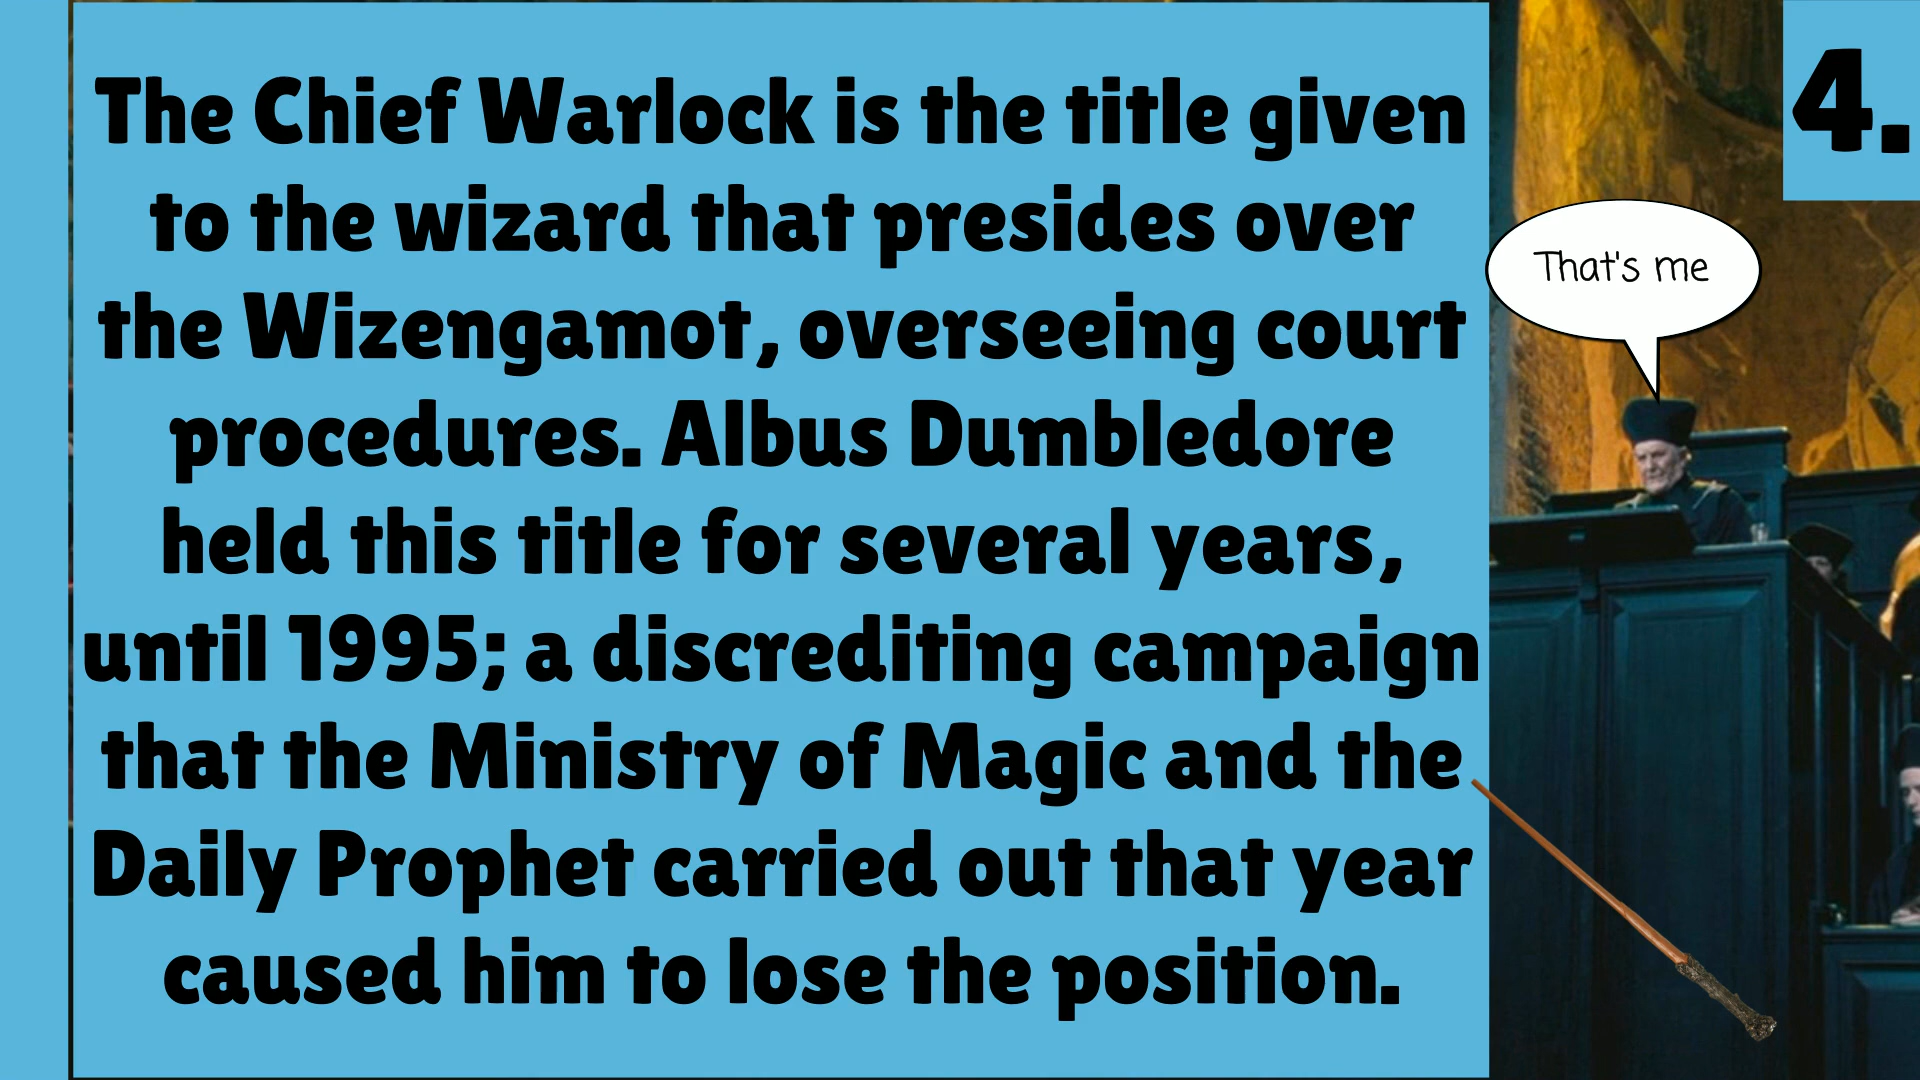 The Chief Warlock is the title given
to the wizard that presides over
the Wizengamot, overseeing court
procedures. Albus Dumbledore
held this title for several years,
until 1995; a discrediting campaign
that the Ministry of Magic and the
Daily Prophet carried out that year
caused him to lose the position.
4.
That's me